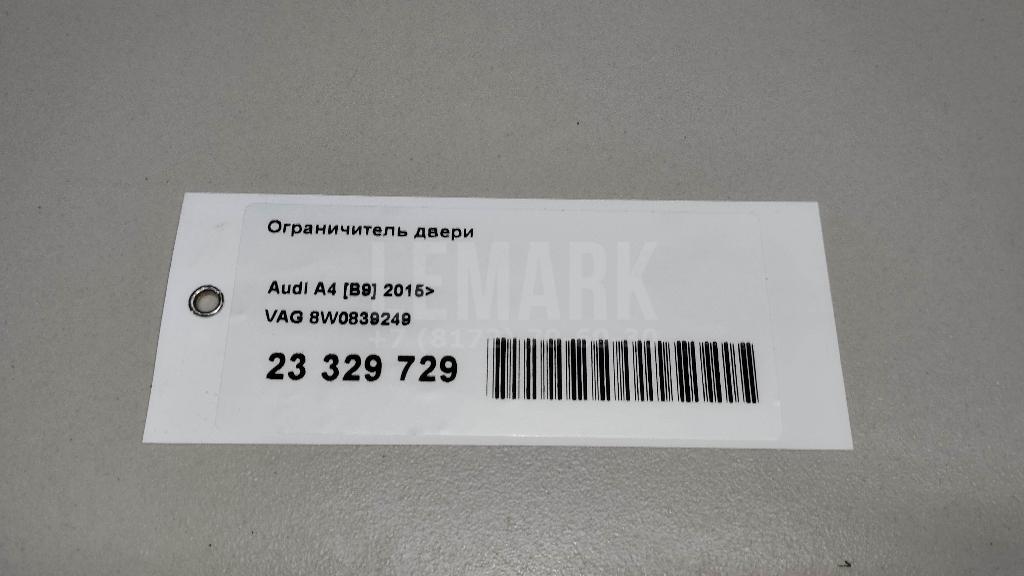 Ограничитель двери
LEMARK
Audi A4 [B9] 2015>
VAG 8W0839249
23 329 729